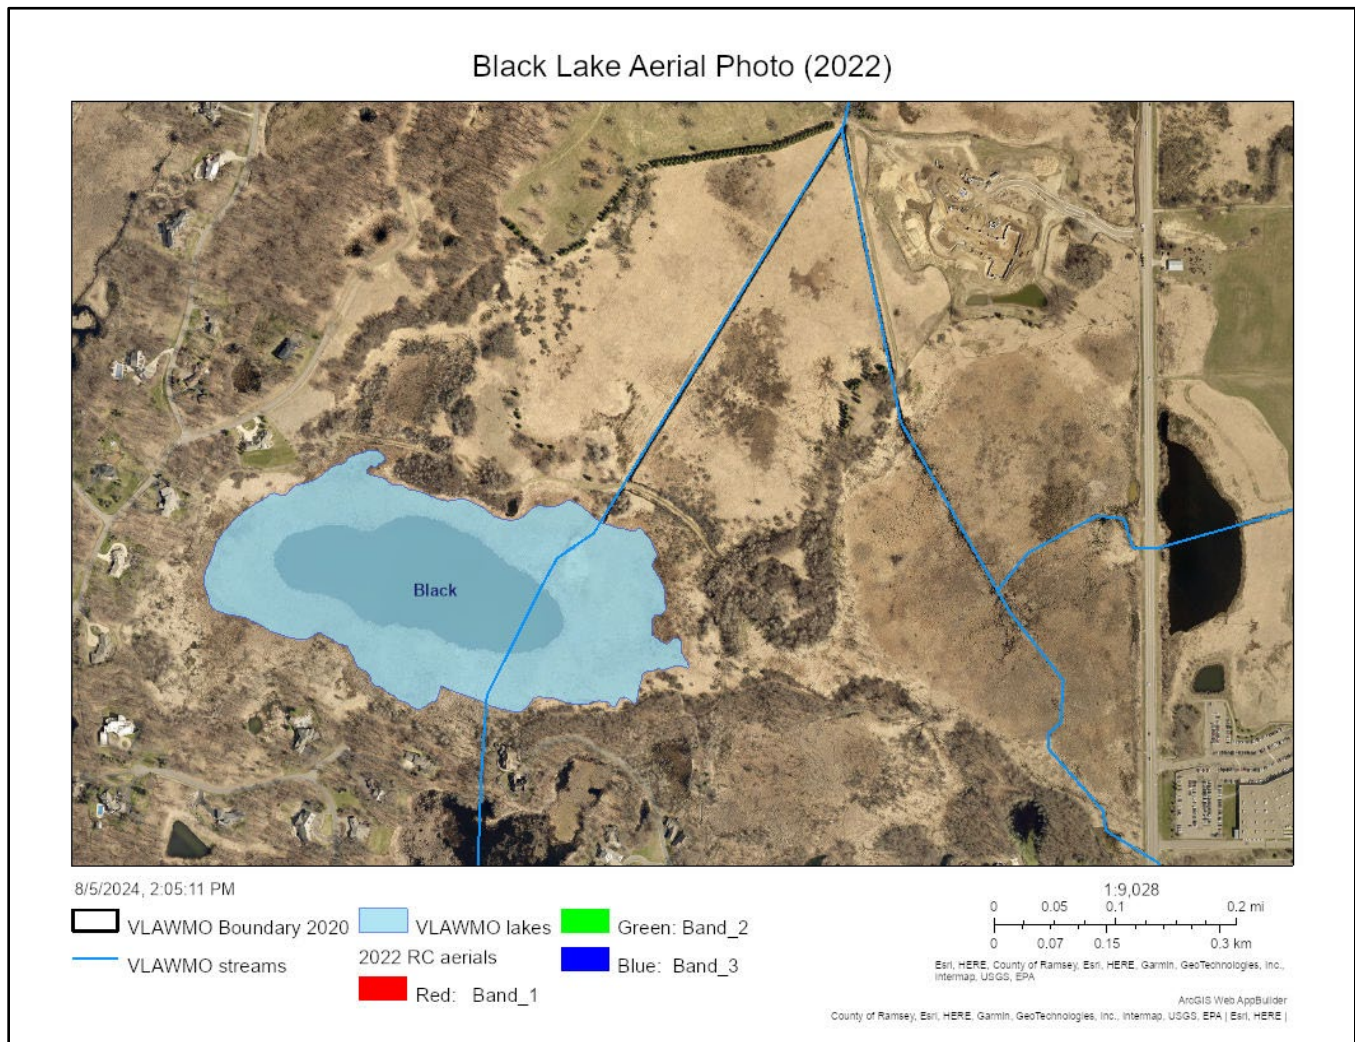 Black Lake Aerial Photo (2022)
Black
8/5/2024, 2:05:11 PM
VLAWMO Boundary 2020
VLAWMO streams
VLAWMO lakes
2022 RC aerials
Red: Band_1
Green: Band_2
Blue: Band_3
1:9,028
0 0.05 0.1 0.2 mi
0 0.07 0.15 0.3 km
Esri, HERE, County of Ramsey, Esri, HERE, Garmin, GeoTechnologies, Inc.,
Intermap, USGS, EPA
ArcGIS Web AppBuilder
County of Ramsey, Esri, HERE, Garmin, GeoTechnologies, Inc., Intermap, USGS, EPA | Esri, HERE |